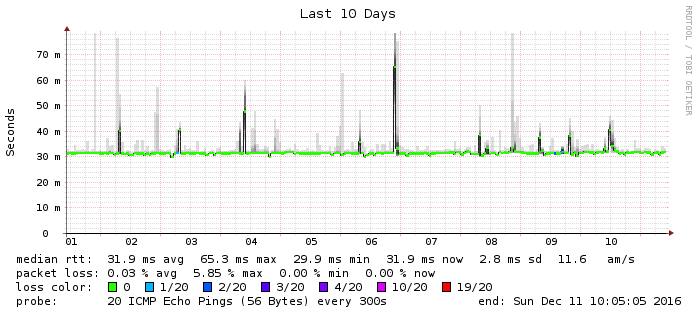 Last 10 Days
RRDTOOL / TOBI OETIKER
Seconds
70 m
60 m
50 m
40 m
30 m
20 m
10 m
0
01 02 03 04 05 06 07 08 09 10
median rtt: 31.9 ms avg 65.3 ms max 29.9 ms min 31.9 ms now 2.8 ms sd 11.6 am/s
packet loss: 0.03 % avg 5.85 % max 0.00 % min 0.00 % now
loss color: 0 1/20 2/20 3/20 4/20 10/20 19/20
probe: 20 ICMP Echo Pings (56 Bytes) every 300s end: Sun Dec 11 10:05:05 2016